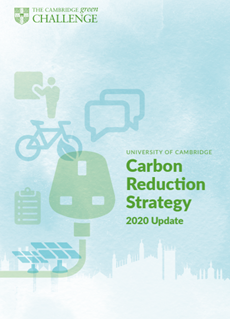 THE CAMBRIDGE green
CHALLENGE
UNIVERSITY OF CAMBRIDGE
Carbon
Reduction
Strategy
2020 Update